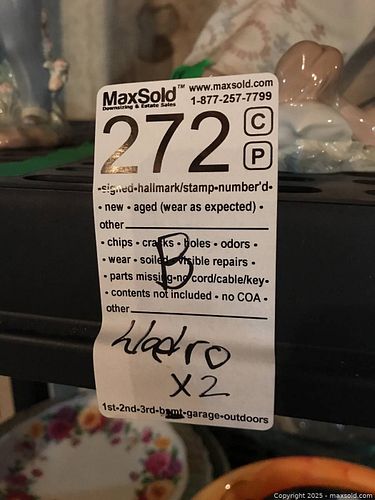 MaxSold™ www.maxsold.com
Downsizing & Estate Sales 1-877-257-7799
272 C
P
-signed-hallmark/stamp-number'd-
• new • aged (wear as expected) •
other
• chips • cracks • holes • odors •
• wear • soiled • visible repairs •
• parts missing-no cord/cable/key-
B
• contents not included • no COA •
other
x2
1st-2nd-3rd-bsmt-garage-outdoors
Copyright 2025 - maxsold.com